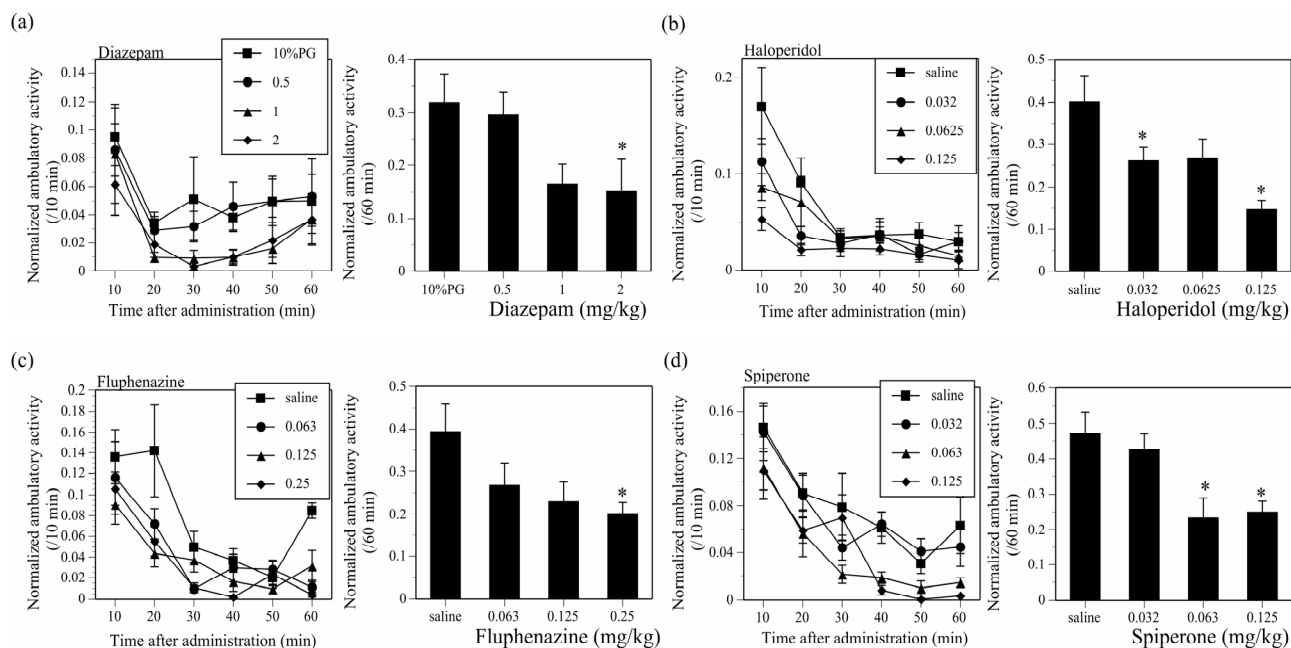 (a)
Diazepam
Normalized ambulatory activity
(/10 min)
0.14
0.12
0.1
0.08
0.06
0.04
0.02
0
10%PG
0.5
1
2
10 20 30 40 50 60
Time after administration (min)
Normalized ambulatory activity
(/60 min)
0.4
0.3
0.2
0.1
0
*
10%PG 0.5 1 2
Diazepam (mg/kg)
(b)
Haloperidol
Normalized ambulatory activity
(/10 min)
0.2
0.1
0
saline
0.032
0.0625
0.125
10 20 30 40 50 60
Time after administration (min)
Normalized ambulatory activity
(/60 min)
0.5
0.4
0.3
0.2
0.1
0
* *
saline 0.032 0.0625 0.125
Haloperidol (mg/kg)
(c)
Fluphenazine
Normalized ambulatory activity
(/10 min)
0.2
0.18
0.16
0.14
0.12
0.1
0.08
0.06
0.04
0.02
0
saline
0.063
0.125
0.25
10 20 30 40 50 60
Time after administration (min)
Normalized ambulatory activity
(/60 min)
0.5
0.4
0.3
0.2
0.1
0
*
saline 0.063 0.125 0.25
Fluphenazine (mg/kg)
(d)
Spiperone
Normalized ambulatory activity
(/10 min)
0.16
0.12
0.08
0.04
0
saline
0.032
0.063
0.125
10 20 30 40 50 60
Time after administration (min)
Normalized ambulatory activity
(/60 min)
0.6
0.5
0.4
0.3
0.2
0.1
0
* *
saline 0.032 0.063 0.125
Spiperone (mg/kg)